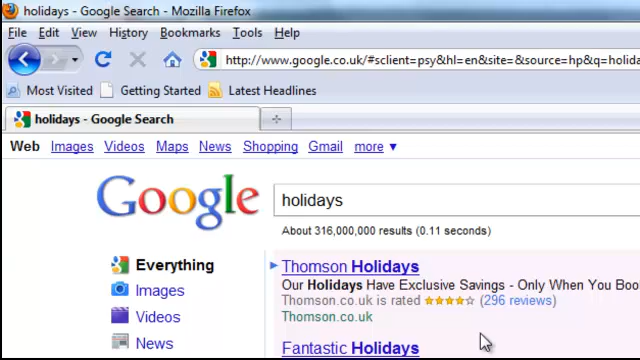 holidays - Google Search - Mozilla Firefox
File Edit View History Bookmarks Tools Help
http://www.google.co.uk/#sclient=psy&hl=en&site=&source=hp&q=holida
Most Visited Getting Started Latest Headlines
holidays - Google Search
Web Images Videos Maps News Shopping Gmail more ▼
Google
holidays
About 316,000,000 results (0.11 seconds)
Everything
Images
Videos
News
Thomson Holidays
Our Holidays Have Exclusive Savings - Only When You Boo
Thomson.co.uk is rated ★★★★☆ (296 reviews)
Thomson.co.uk
Fantastic Holidays